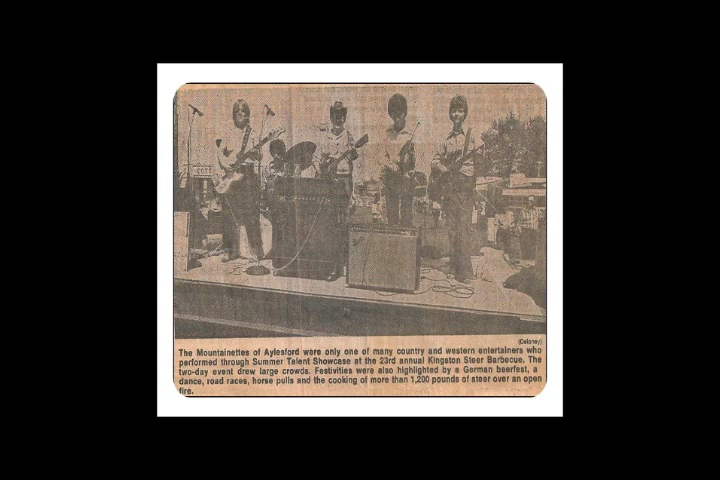 (Delaney)
The Mountainettes of Aylesford were only one of many country and western entertainers who
performed through Summer Talent Showcase at the 23rd annual Kingston Steer Barbecue. The
two-day event drew large crowds. Festivities were also highlighted by a German beerfest, a
dance, road races, horse pulls and the cooking of more than 1,200 pounds of steer over an open
fire.